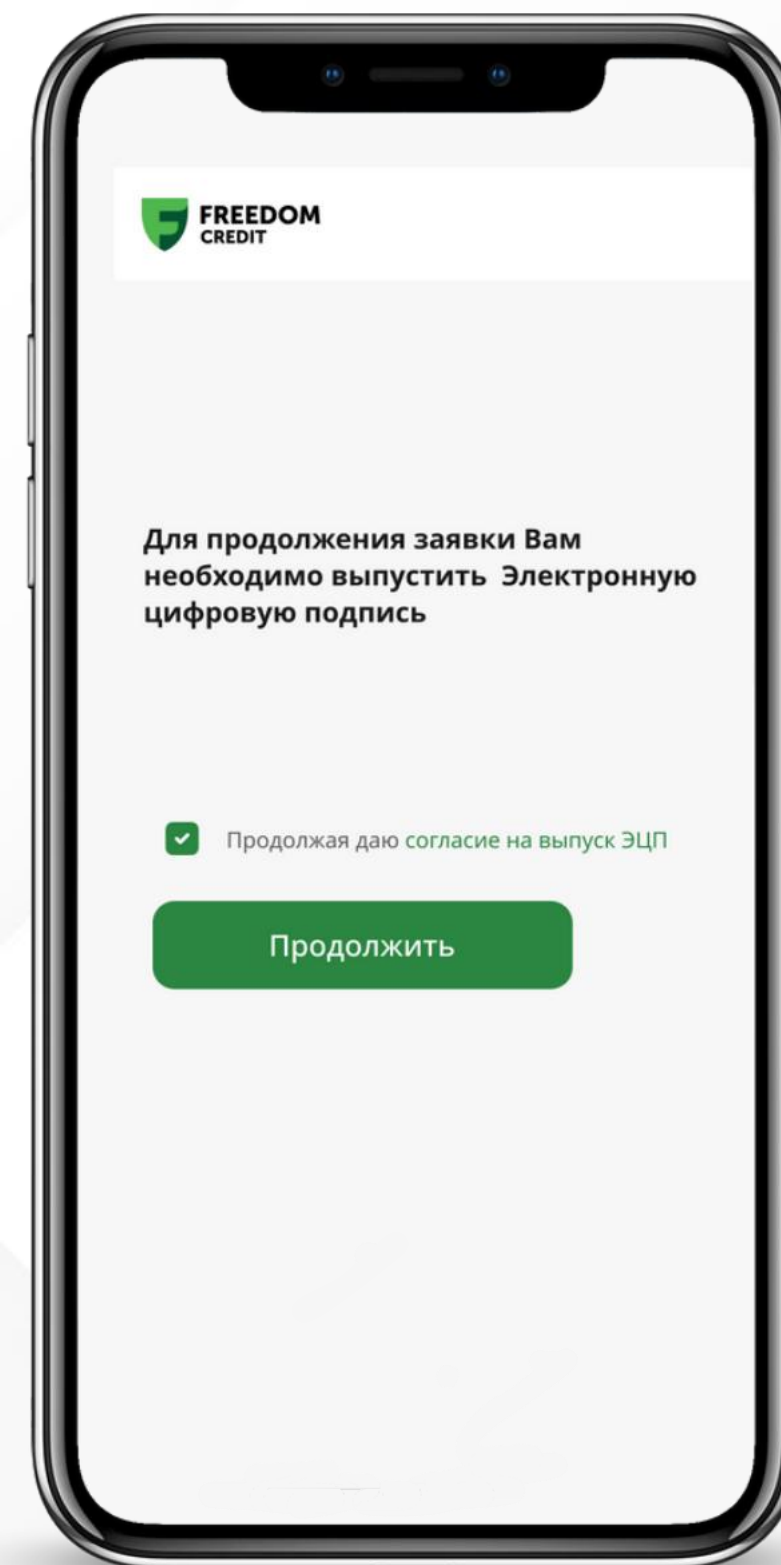 FREEDOM
CREDIT
Для продолжения заявки Вам
необходимо выпустить Электронную
цифровую подпись
Продолжая даю согласие на выпуск ЭЦП
Продолжить